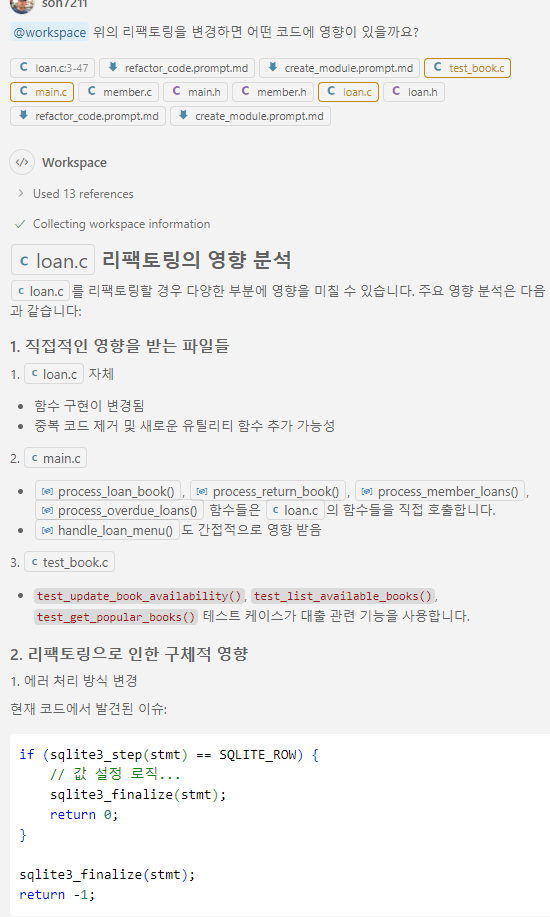 son7211
@workspace 위의 리팩토링을 변경하면 어떤 코드에 영향이 있을까요?
C loan.c:3-47 refactor_code.prompt.md create_module.prompt.md C test_book.c
C main.c C member.c C main.h C member.h C loan.c C loan.h
refactor_code.prompt.md create_module.prompt.md
Workspace
Used 13 references
Collecting workspace information
C loan.c 리팩토링의 영향 분석
C loan.c 를 리팩토링할 경우 다양한 부분에 영향을 미칠 수 있습니다. 주요 영향 분석은 다음
과 같습니다:
1. 직접적인 영향을 받는 파일들
1. C loan.c 자체
• 함수 구현이 변경됨
• 중복 코드 제거 및 새로운 유틸리티 함수 추가 가능성
2. C main.c
• process_loan_book(), process_return_book(), process_member_loans(),
process_overdue_loans() 함수들은 C loan.c 의 함수들을 직접 호출합니다.
• handle_loan_menu() 도 간접적으로 영향 받음
3. C test_book.c
• test_update_book_availability(), test_list_available_books(),
test_get_popular_books() 테스트 케이스가 대출 관련 기능을 사용합니다.
2. 리팩토링으로 인한 구체적 영향
1. 에러 처리 방식 변경
현재 코드에서 발견된 이슈:
if (sqlite3_step(stmt) == SQLITE_ROW) {
// 값 설정 로직...
sqlite3_finalize(stmt);
return 0;
}
sqlite3_finalize(stmt);
return -1;